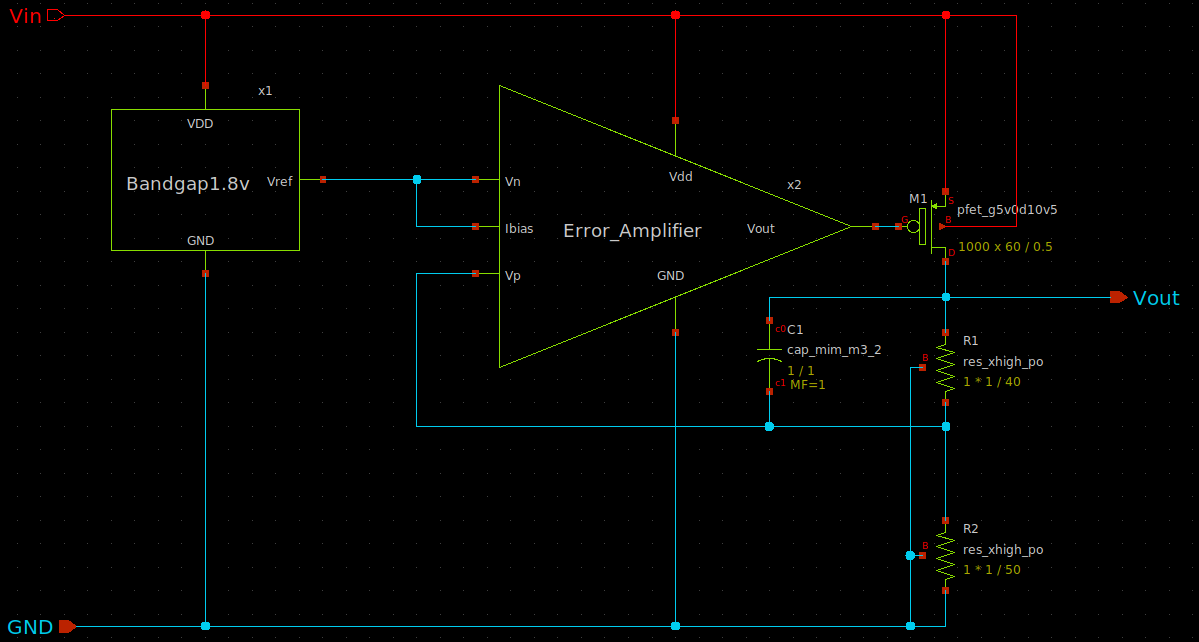 Vin
x1
VDD
Bandgap1.8v
Vref
GND
Vn
Ibias
Vp
Vdd
x2
Error_Amplifier
Vout
GND
M1
S
pfet_g5v0d10v5
G
B
1000 x 60 / 0.5
D
Vout
c0
C1
cap_mim_m3_2
1 / 1
c1
MF=1
R1
B
res_xhigh_po
1 * 1 / 40
R2
B
res_xhigh_po
1 * 1 / 50
GND